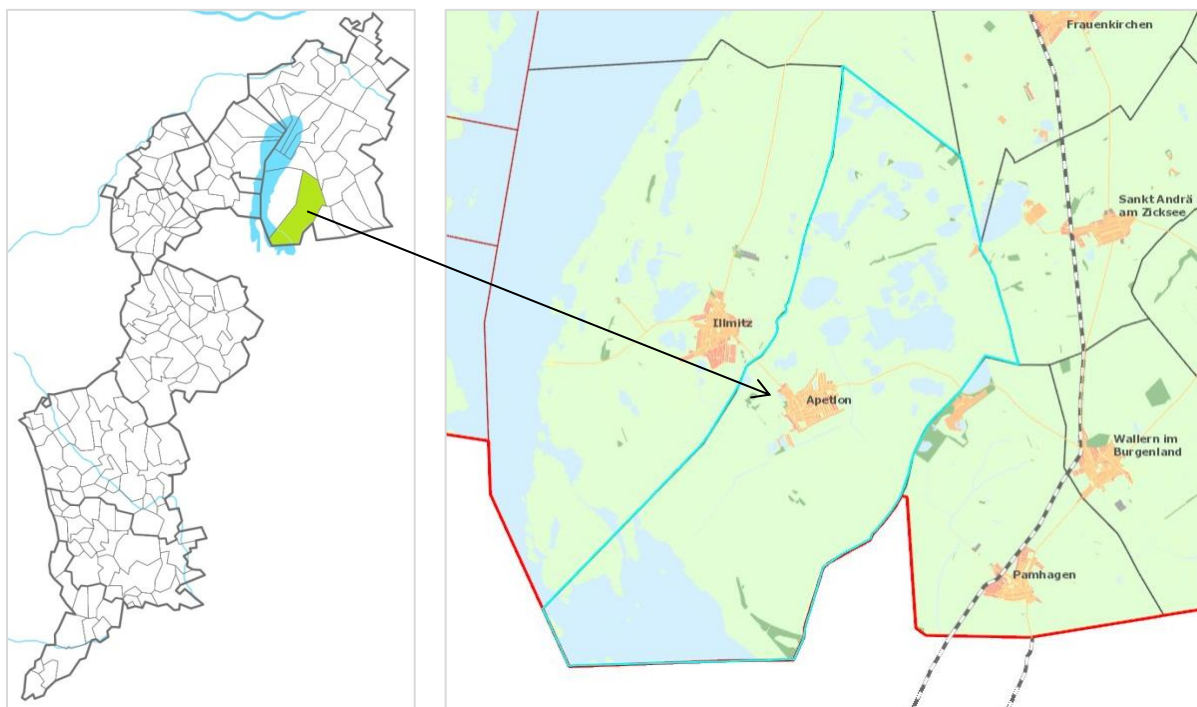 Frauenkirchen
Sankt Andrä
am Zicksee
Illmitz
Apetlon
Wallern im
Burgenland
Pamhagen